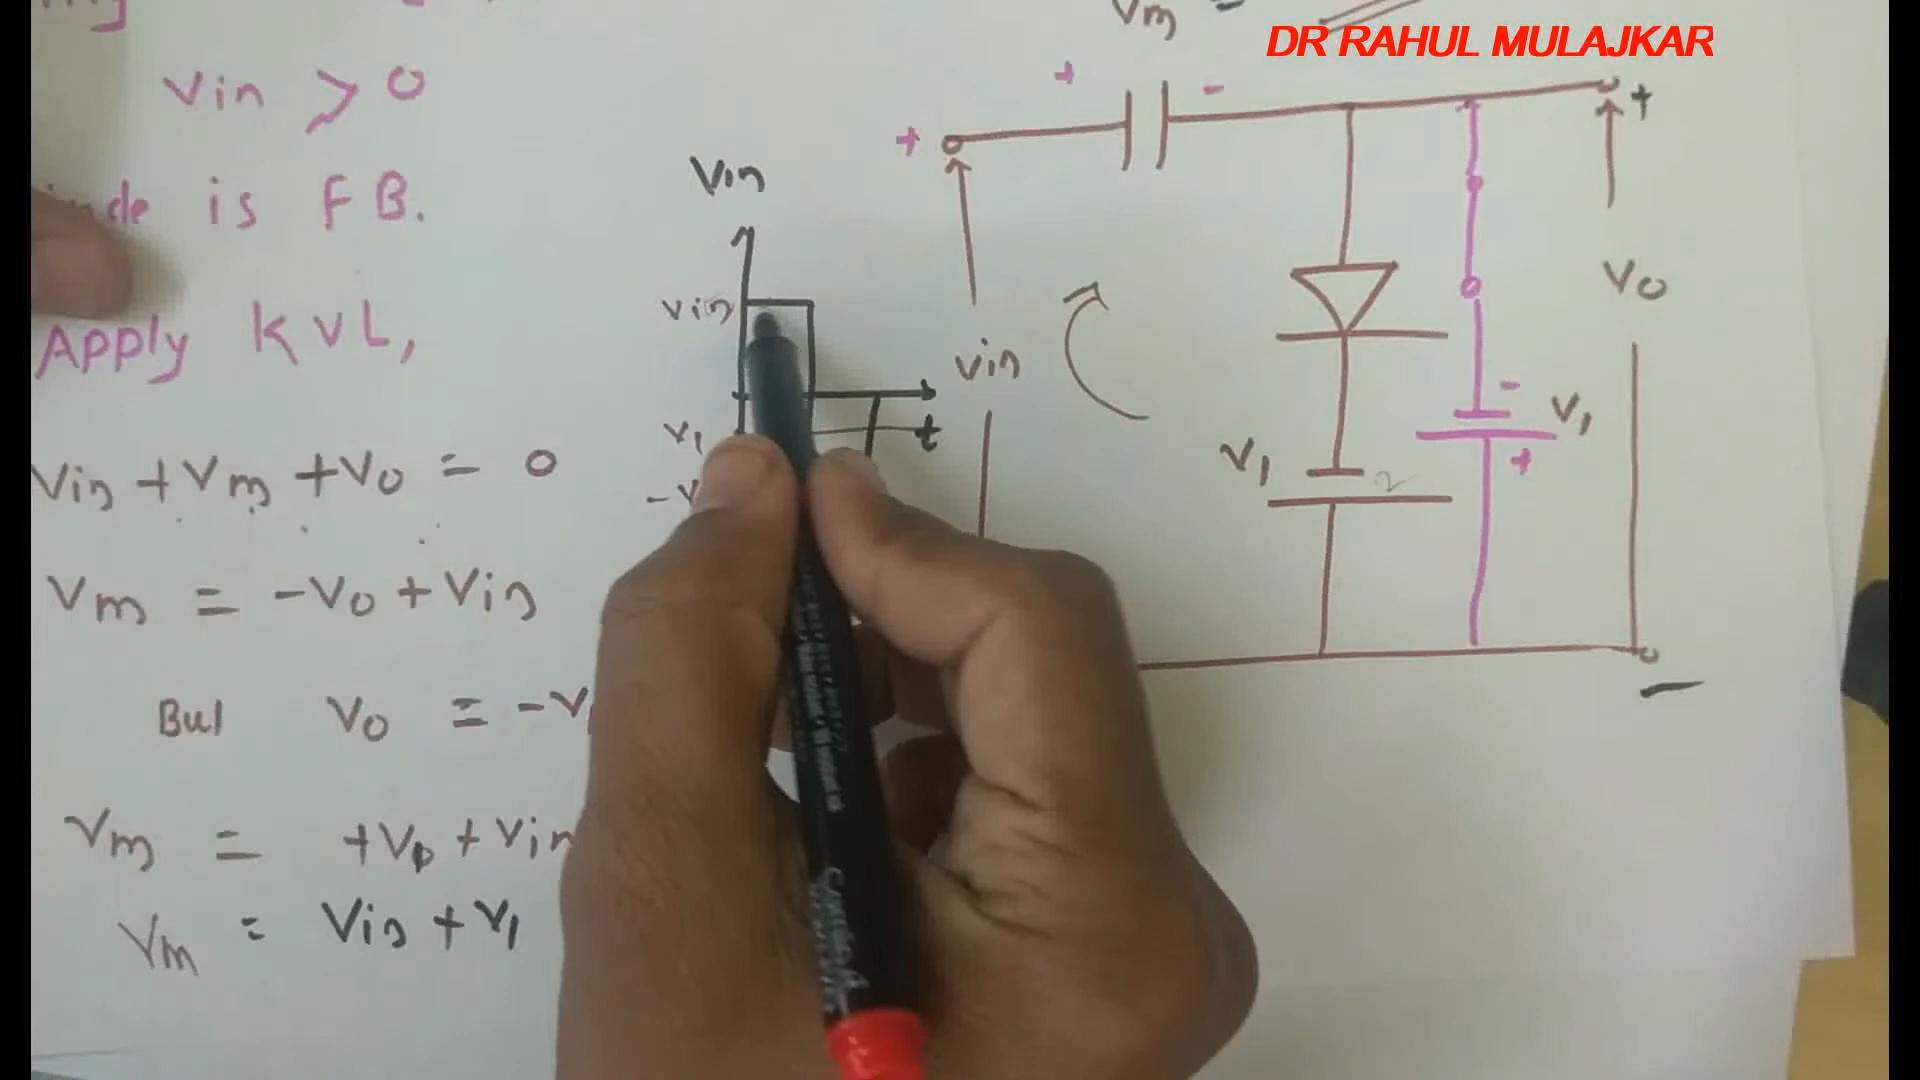 Vin > 0
is FB.
Apply KVL,
Vin + Vm + Vo = 0
Vm = -Vo + Vin
But Vo = -V
Vm = +V1 + Vin
Vm = Vin + V1
Vin
Vin
V1
-V
t
Vm =
DR RAHUL MULAJKAR
+ -
+
+
Vin
V1
-
V1
+
Vo
-